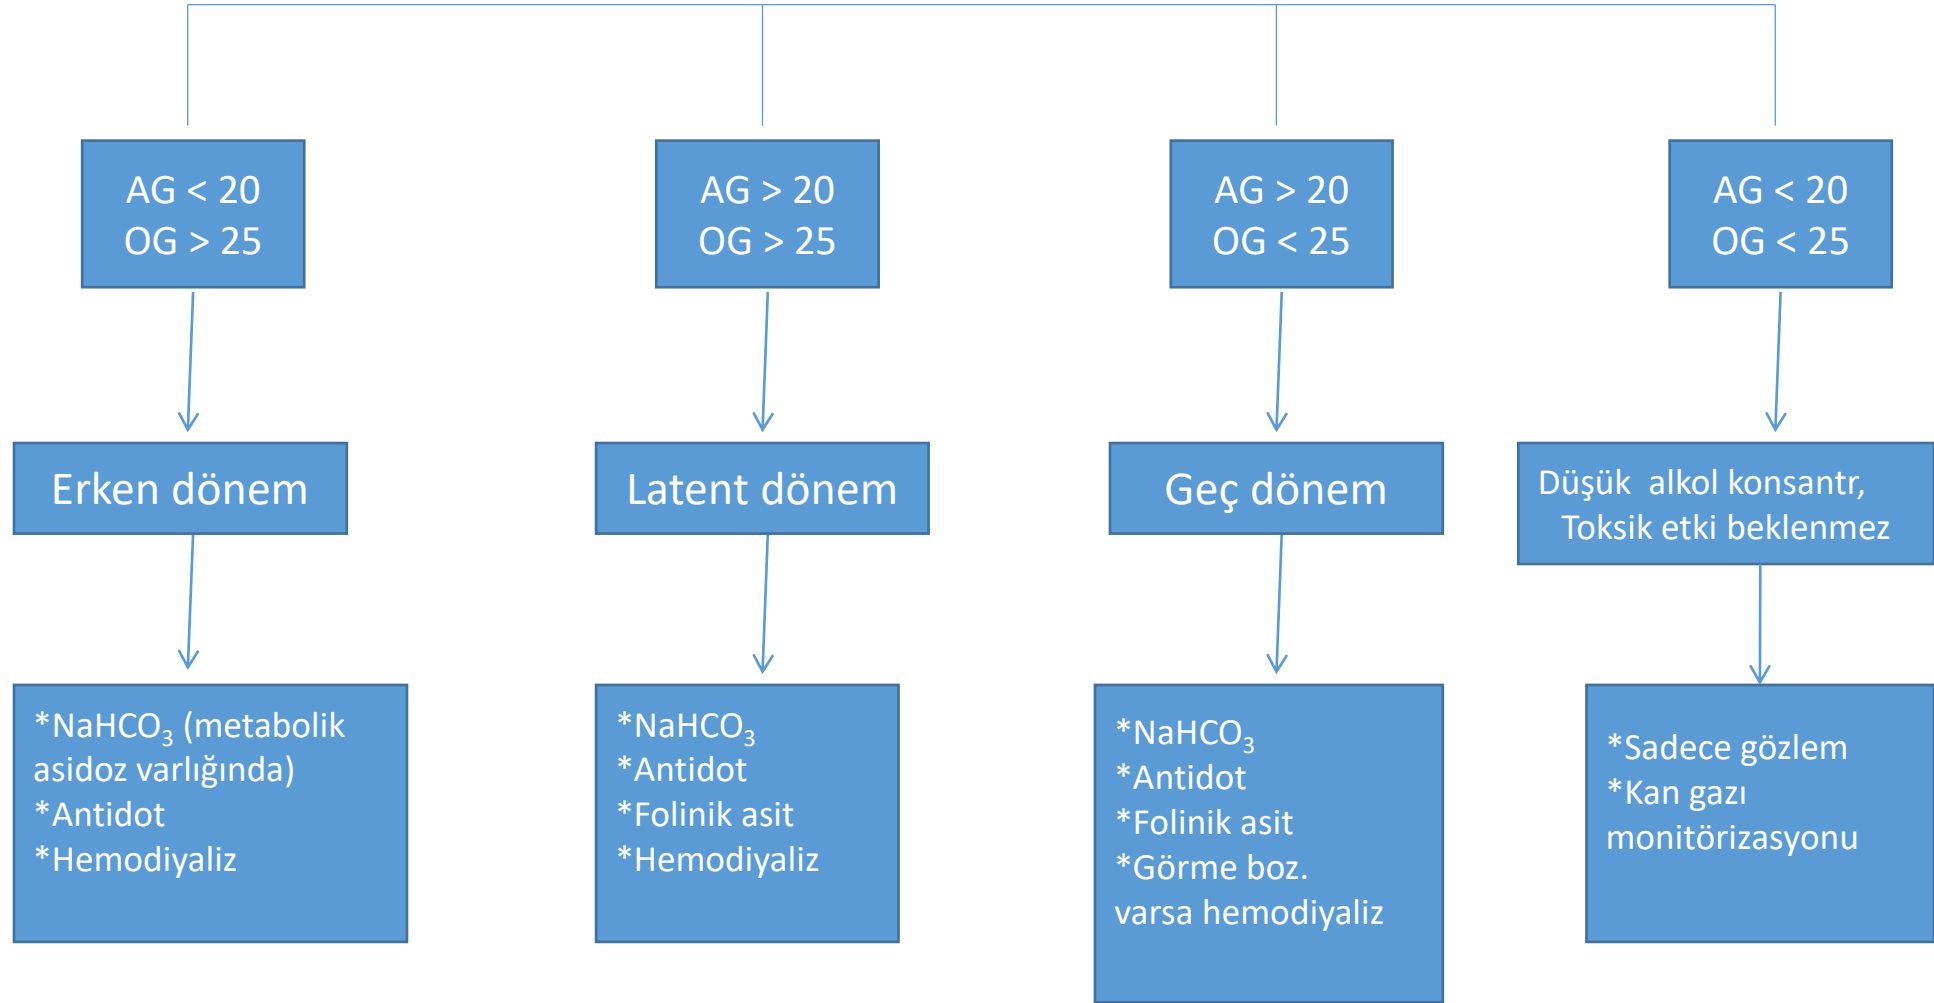 AG < 20
OG > 25
AG > 20
OG > 25
AG > 20
OG < 25
AG < 20
OG < 25
Erken dönem
Latent dönem
Geç dönem
Düşük alkol konsantr,
Toksik etki beklenmez
*NaHCO₃ (metabolik
asidoz varlığında)
*Antidot
*Hemodiyaliz
*NaHCO₃
*Antidot
*Folinik asit
*Hemodiyaliz
*NaHCO₃
*Antidot
*Folinik asit
*Görme boz.
varsa hemodiyaliz
*Sadece gözlem
*Kan gazı
monitörizasyonu